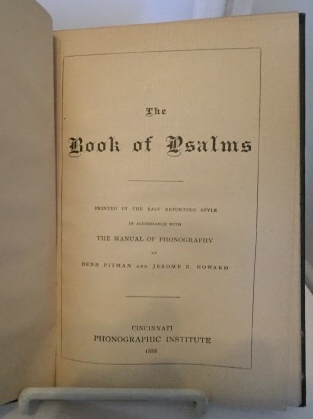 The
Book of Psalms
PRINTED IN THE EASY REPORTING STYLE
IN ACCORDANCE WITH
THE MANUAL OF PHONOGRAPHY
BY
BENN PITMAN AND JEROME B. HOWARD
CINCINNATI
PHONOGRAPHIC INSTITUTE